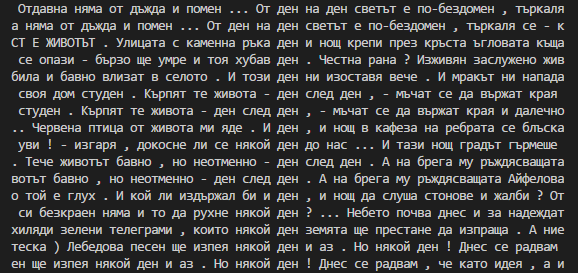 Отдавна няма от дъжда и помен ... От ден на ден светът е по-бездомен , търкаля
а няма от дъжда и помен ... От ден на ден светът е по-бездомен , търкаля се - к
СТ Е ЖИВОТЪТ . Улицата с каменна ръка ден и нощ крепи през кръста ъгловата къща
се опази - бързо ще умре и тоя хубав ден . Честна рана ? Изживян заслужено жив
била и бавно влизат в селото . И този ден ни изоставя вече . И мракът ни напада
своя дом студен . Кърпят те живота - ден след ден , - мъчат се да вържат края
студен . Кърпят те живота - ден след ден , - мъчат се да вържат края и далечно
.. Червена птица от живота ми яде . И ден , и нощ в кафеза на ребрата се блъска
уви ! - изгаря , докосне ли се някой ден до нас ... И тази нощ градът гърмеше
. Тече животът бавно , но неотменно - ден след ден . А на брега му ръждясващата
вотът бавно , но неотменно - ден след ден . А на брега му ръждясващата Айфелова
о той е глух . И кой ли издържал би и ден , и нощ да слуша стонове и жалби ? От
си безкраен няма и то да рухне някой ден ? ... Небето почва днес и за надеждат
хиляди зелени телеграми , които някой ден земята ще престане да изпраща . А ние
теска ) Лебедова песен ще изпея някой ден и аз . Но някой ден ! Днес се радвам
ен ще изпея някой ден и аз . Но някой ден ! Днес се радвам , че като идея , а и